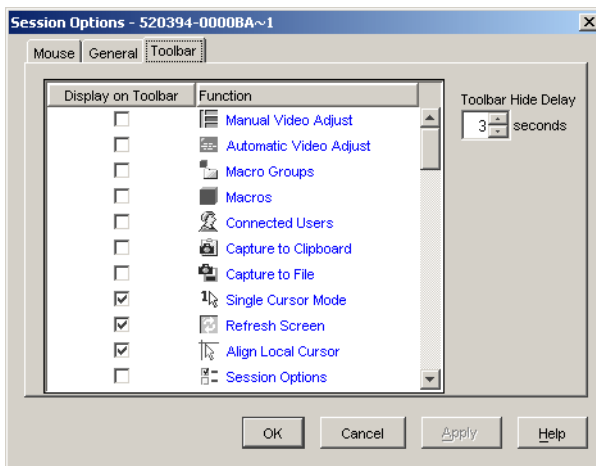 Session Options - 520394-0000BA~1
Mouse General Toolbar
Display on Toolbar Function
Manual Video Adjust
Automatic Video Adjust
Macro Groups
Macros
Connected Users
Capture to Clipboard
Capture to File
Single Cursor Mode
Refresh Screen
Align Local Cursor
Session Options
Toolbar Hide Delay
3 seconds
OK Cancel Apply Help